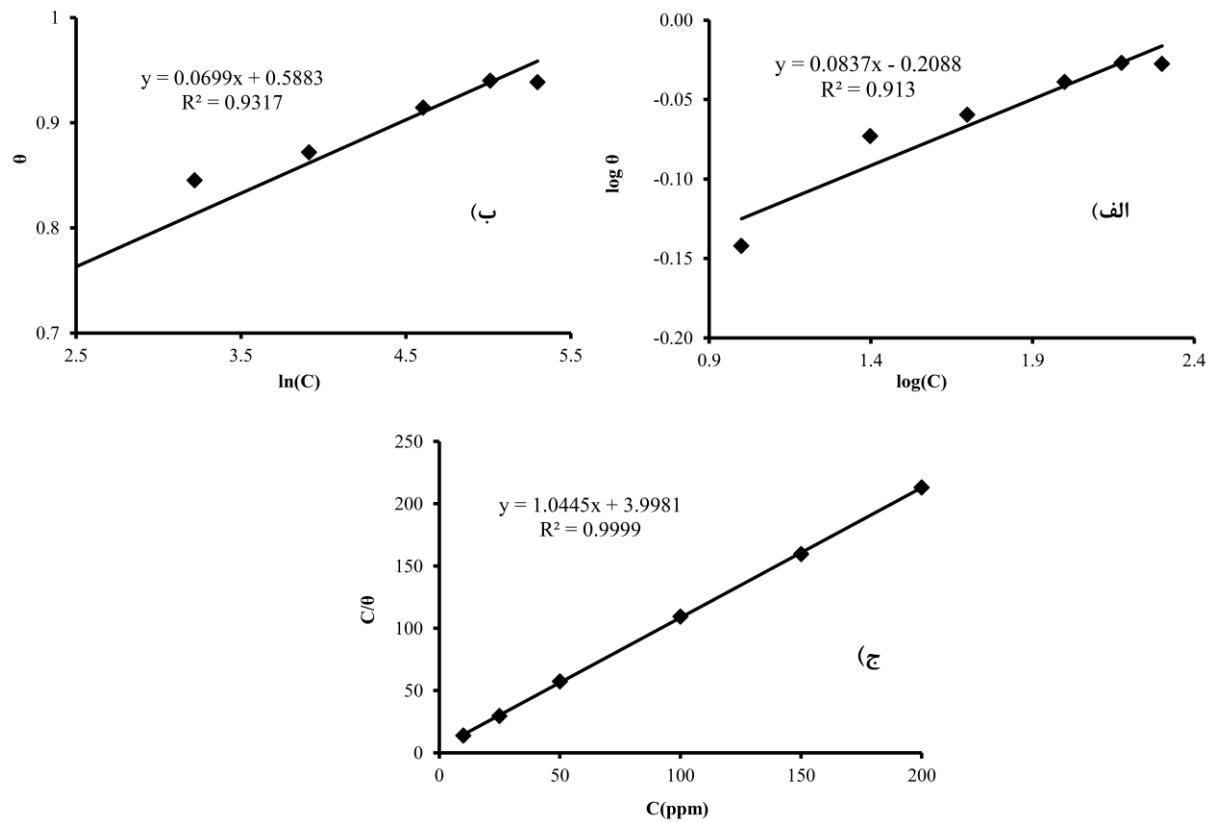 y = 0.0699x + 0.5883
R² = 0.9317
1
0.9
0.8
0.7
θ
2.5 3.5 4.5 5.5
ln(C)
ب)
y = 0.0837x - 0.2088
R² = 0.913
0.00
-0.05
-0.10
-0.15
-0.20
log θ
0.9 1.4 1.9 2.4
log(C)
الف)
y = 1.0445x + 3.9981
R² = 0.9999
250
200
150
100
50
0
C/θ
0 50 100 150 200
C(ppm)
ج)